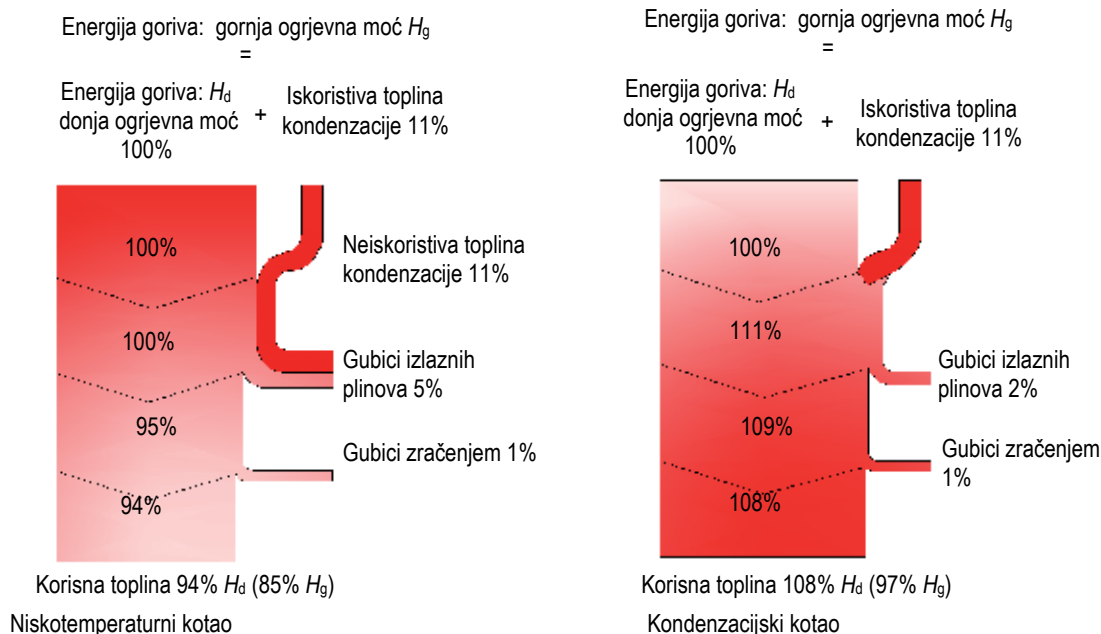 Energija goriva: gornja ogrjevna moć Hg
=
Energija goriva: Hd
donja ogrjevna moć
100%
+
Iskoristiva toplina
kondenzacije 11%
100%
Neiskoristiva toplina
kondenzacije 11%
100%
Gubici izlaznih
plinova 5%
95%
Gubici zračenjem 1%
94%
Korisna toplina 94% Hd (85% Hg)
Niskotemperaturni kotao
Energija goriva: gornja ogrjevna moć Hg
=
Energija goriva: Hd
donja ogrjevna moć
100%
+
Iskoristiva toplina
kondenzacije 11%
100%
111%
Gubici izlaznih
plinova 2%
109%
Gubici zračenjem
1%
108%
Korisna toplina 108% Hd (97% Hg)
Kondenzacijski kotao